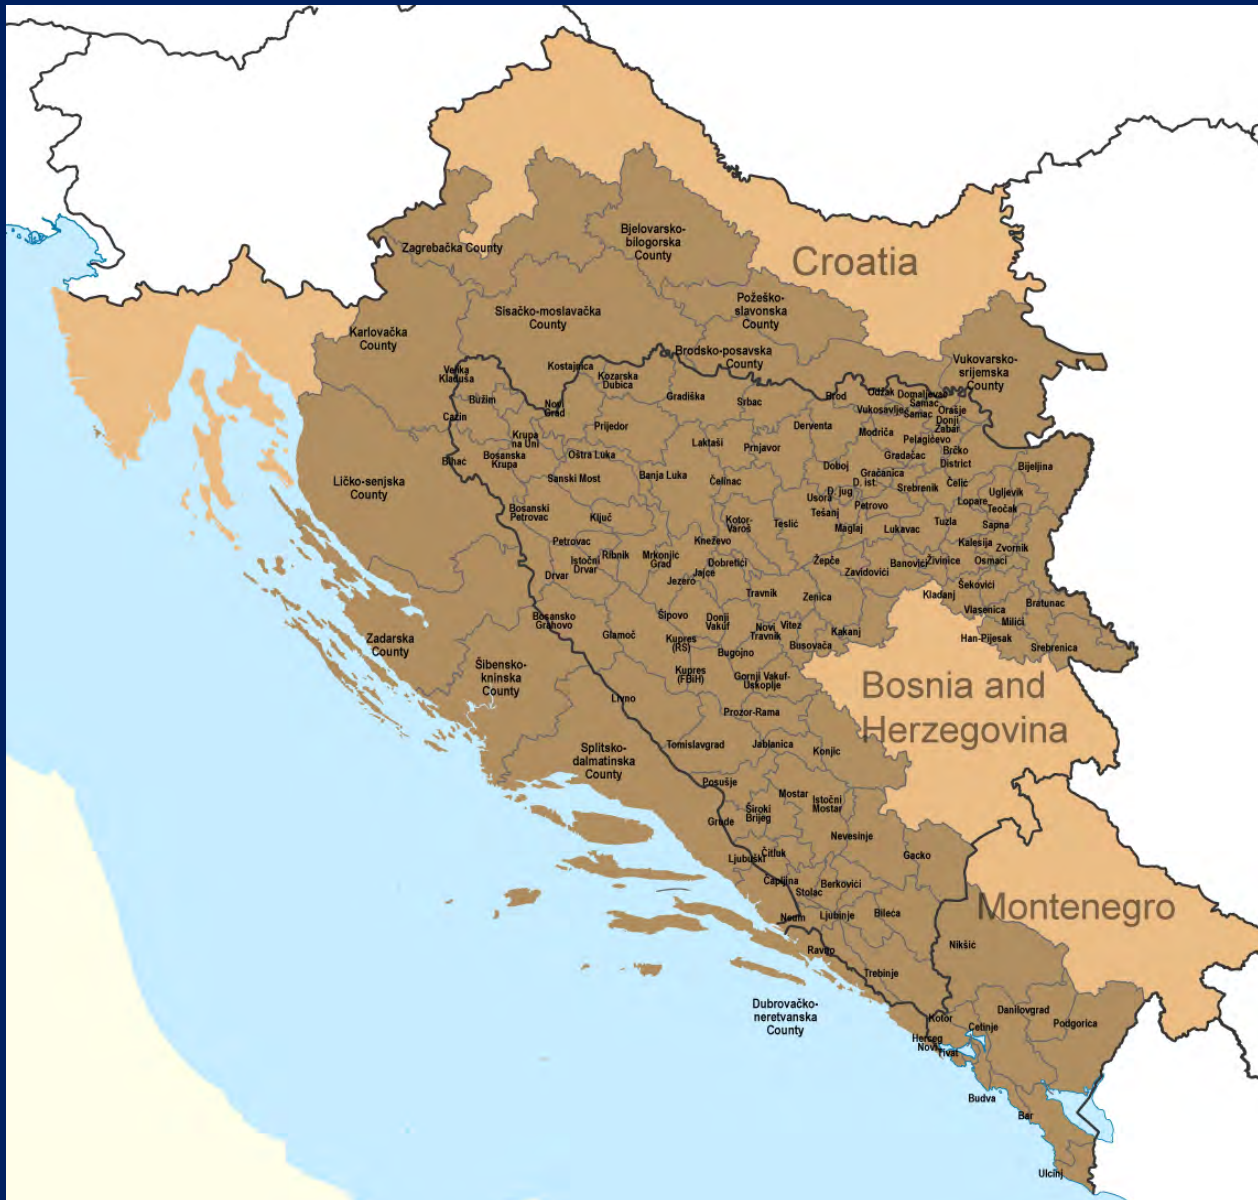 Croatia
Bosnia and
Herzegovina
Montenegro
Zagrebačka County
Bjelovarsko-
bilogorska
County
Sisačko-moslavačka
County
Karlovačka
County
Požeško-
slavonska
County
Brodsko-posavska
County
Vukovarsko-
srijemska
County
Ličko-senjska
County
Zadarska
County
Šibensko-
kninska
County
Splitsko-
dalmatinska
County
Dubrovačko-
neretvanska
County
Velika
Kladuša
Bužim
Cazin
Bihać
Kostajnica
Kozarska
Dubica
Novi
Grad
Krupa
na Uni
Bosanska
Krupa
Prijedor
Oštra Luka
Sanski Most
Gradiška
Srbac
Laktaši
Prnjavor
Derventa
Brod
Odžak
Domaljevac
Samac
Vukosavlje
Samac
Orašje
Donji
Žabar
Modriča
Pelagićevo
Gradačac
Brčko
District
Bijeljina
Banja Luka
Čelinac
Doboj
Gračanica
D. ist.
D. jug
Srebrenik
Čelić
Ugljevik
Lopare
Teočak
Usora
Tešanj
Petrovo
Maglaj
Lukavac
Tuzla
Sapna
Bosanski
Petrovac
Ključ
Kotor-
Varoš
Teslić
Kneževo
Kalesija
Zvornik
Petrovac
Istočni
Drvar
Ribnik
Mrkonjic
Grad
Dobretići
Jajce
Jezero
Žepče
Zavidovići
Banovići
Živinice
Osmaci
Drvar
Travnik
Zenica
Kladanj
Šekovići
Vlasenica
Bratunac
Milići
Bosansko
Grahovo
Glamoč
Šipovo
Donji
Vakuf
Novi
Travnik
Vitez
Busovača
Kakanj
Han-Pijesak
Srebrenica
Kupres
(RS)
Bugojno
Kupres
(FBiH)
Gornji Vakuf-
Uskoplje
Livno
Prozor-Rama
Tomislavgrad
Jablanica
Konjic
Posušje
Mostar
Istočni
Mostar
Široki
Brijeg
Grude
Nevesinje
Gacko
Ljubuški
Čitluk
Čapljina
Stolac
Berkovići
Neum
Ljubinje
Bileća
Ravno
Trebinje
Nikšić
Danilovgrad
Podgorica
Kotor
Cetinje
Herceg
Novi
Tivat
Budva
Bar
Ulcinj